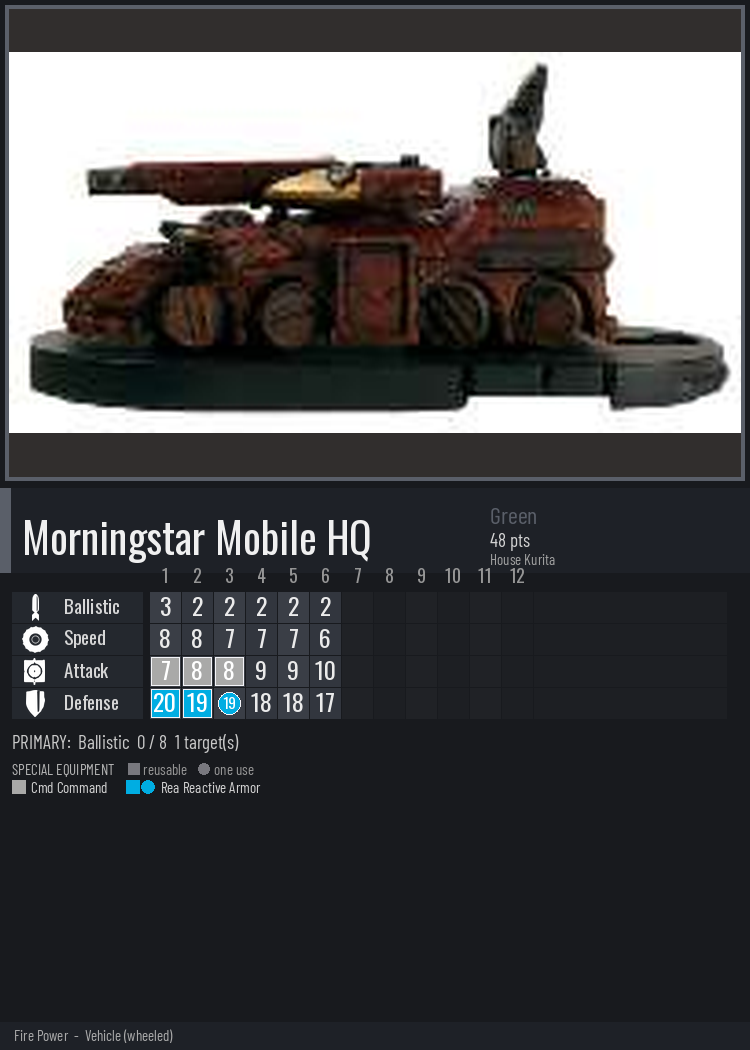 Morningstar Mobile HQ
Green
48 pts
House Kurita
1 2 3 4 5 6 7 8 9 10 11 12
Ballistic 3 2 2 2 2 2
Speed 8 8 7 7 7 6
Attack 7 8 8 9 9 10
Defense 20 19 19 18 18 17
PRIMARY: Ballistic 0 / 8 1 target(s)
SPECIAL EQUIPMENT reusable one use
Cmd Command Rea Reactive Armor
Fire Power - Vehicle (wheeled)